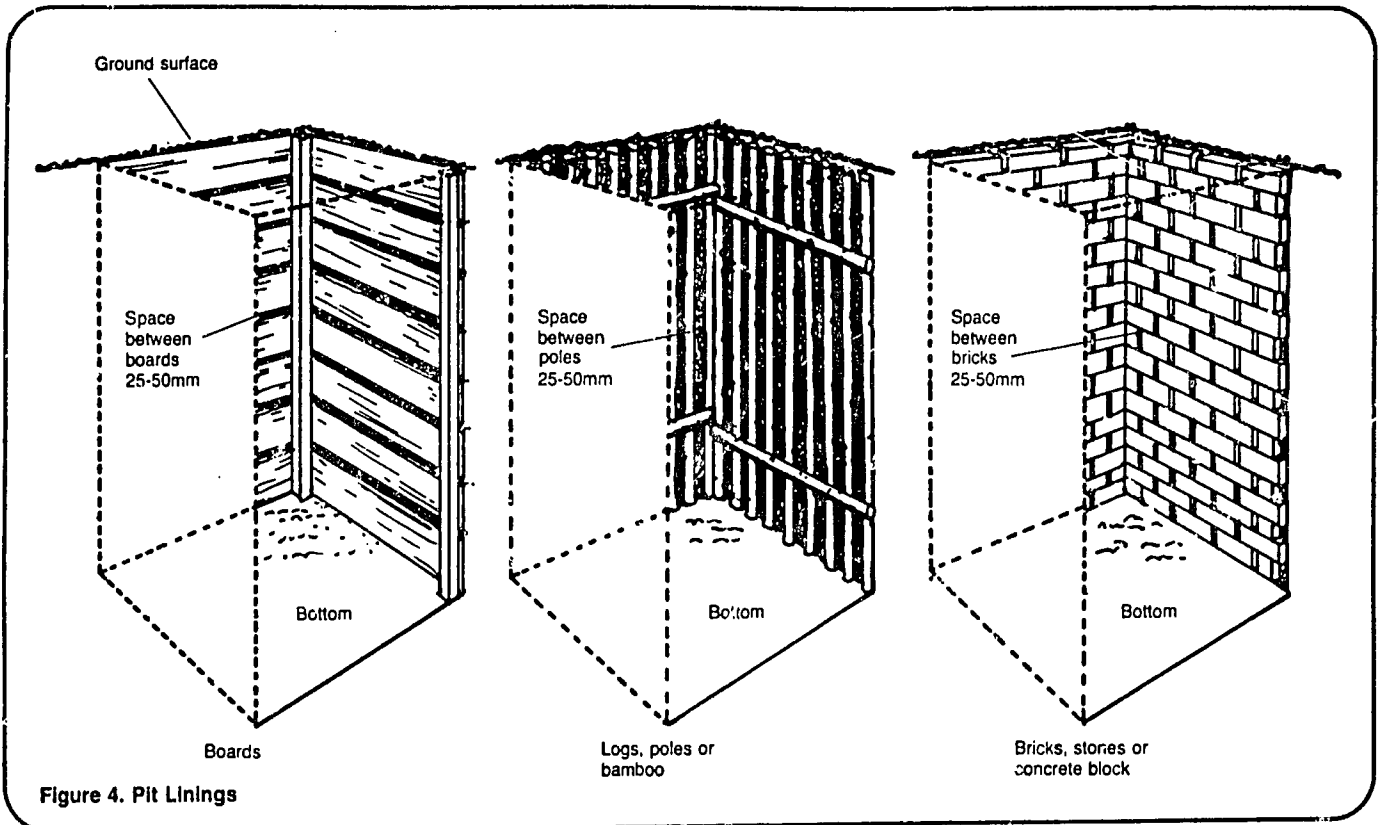 Ground surface
Space
between
boards
25-50mm
Space
between
poles
25-50mm
Space
between
bricks
25-50mm
Bottom
Bottom
Bottom
Boards
Logs, poles or
bamboo
Bricks, stones or
concrete block
Figure 4. Pit Linings